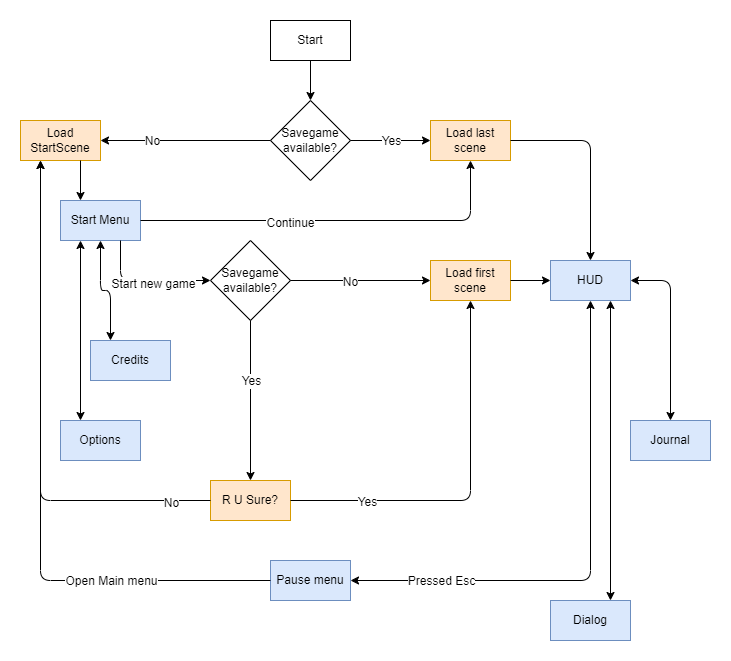 Start
Savegame
available?
No
Yes
Load
StartScene
Load last
scene
Start Menu
Continue
Start new game
Savegame
available?
No
Load first
scene
HUD
Credits
Yes
Options
Journal
R U Sure?
No
Yes
Open Main menu
Pause menu
Pressed Esc
Dialog